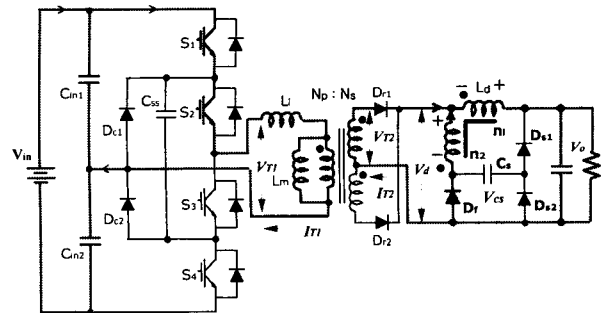 S1
Cin1
Css
S2
Dc1
Vin
Ll
Np : Ns
Dr1
VT1
Lm
VT2
IT2
Vd
- Ld +
+
n1
Ds1
Vo
-
n2
Cs
VCS
Df
Ds2
Dc2
S3
IT1
Dr2
Cin2
S4